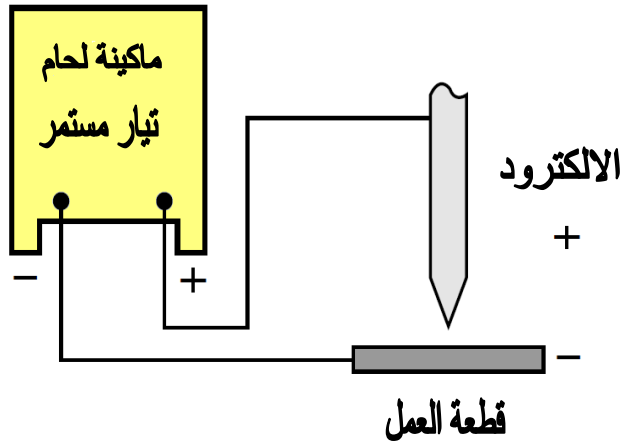 ماكينة لحام
تيار مستمر
الالكترود
+
− +
−
قطعة العمل